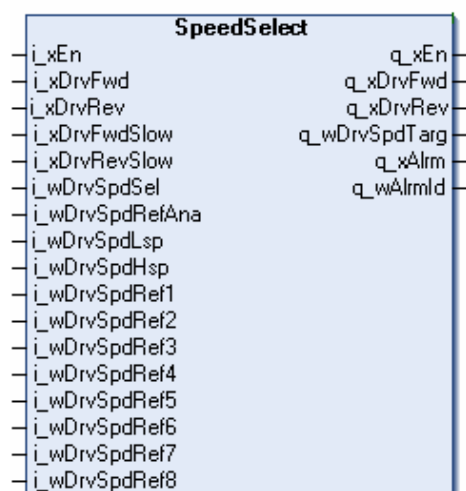 SpeedSelect
i_xEn q_xEn
i_xDrvFwd q_xDrvFwd
i_xDrvRev q_xDrvRev
i_xDrvFwdSlow q_wDrvSpdTarg
i_xDrvRevSlow q_xAlrm
i_wDrvSpdSel q_wAlrmId
i_wDrvSpdRefAna
i_wDrvSpdLsp
i_wDrvSpdHsp
i_wDrvSpdRef1
i_wDrvSpdRef2
i_wDrvSpdRef3
i_wDrvSpdRef4
i_wDrvSpdRef5
i_wDrvSpdRef6
i_wDrvSpdRef7
i_wDrvSpdRef8